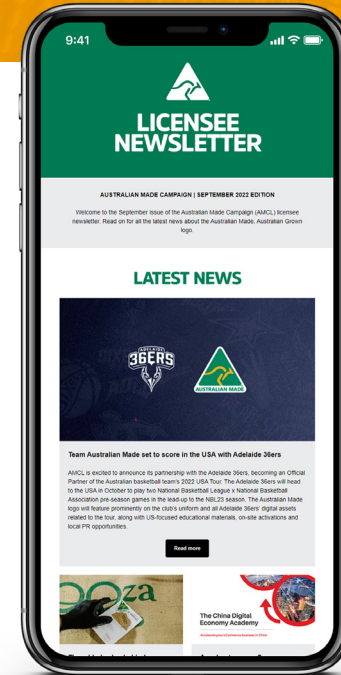 9:41
LICENSEE
NEWSLETTER
AUSTRALIAN MADE CAMPAIGN | SEPTEMBER 2022 EDITION
Welcome to the September issue of the Australian Made Campaign (AMCL) licensee
newsletter. Read on for all the latest news about the Australian Made, Australian Grown
logo.
LATEST NEWS
ADELAIDE
36ERS
AUSTRALIAN MADE
Team Australian Made set to score in the USA with Adelaide 36ers
AMCL is excited to announce its partnership with the Adelaide 36ers, becoming an Official
Partner of the Australian basketball team's 2022 USA Tour. The Adelaide 36ers will head
to the USA in October to play two National Basketball League x National Basketball
Association pre-season games in the lead-up to the NBL23 season. The Australian Made
logo will feature prominently on the club's uniform and all Adelaide 36ers' digital assets
related to the tour, along with US-focused educational materials, on-site activations and
local PR opportunities.
Read more
oza
The China Digital
Economy Academy